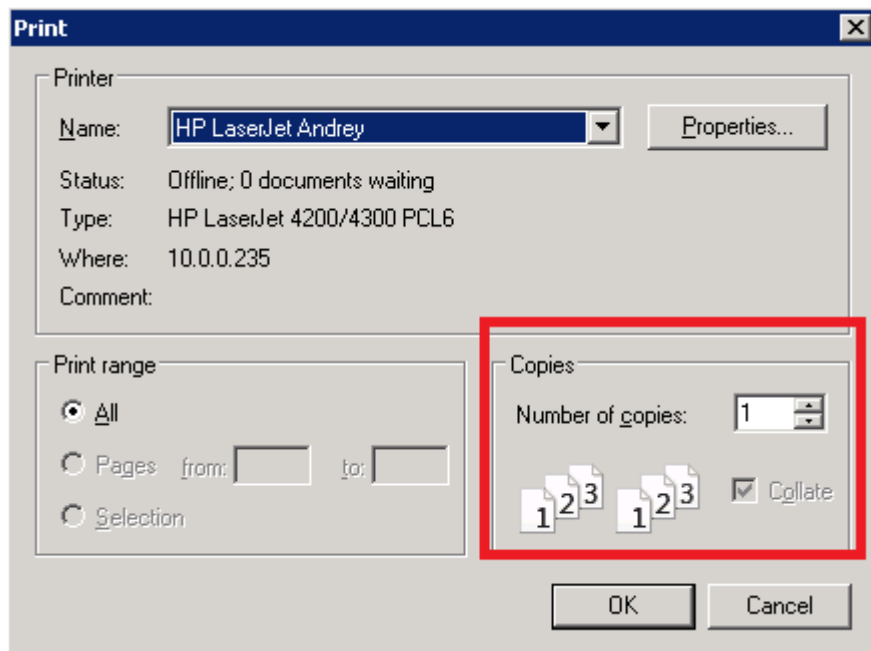 Print
Printer
Name: HP LaserJet Andrey Properties...
Status: Offline; 0 documents waiting
Type: HP LaserJet 4200/4300 PCL6
Where: 10.0.0.235
Comment:
Print range
All
Pages from: to:
Selection
Copies
Number of copies: 1
1 2 3 1 2 3 Collate
OK Cancel